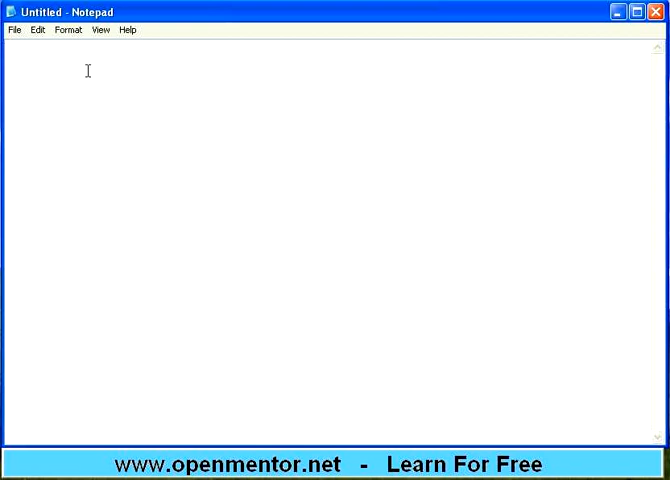 Untitled - Notepad
File Edit Format View Help
www.openmentor.net - Learn For Free